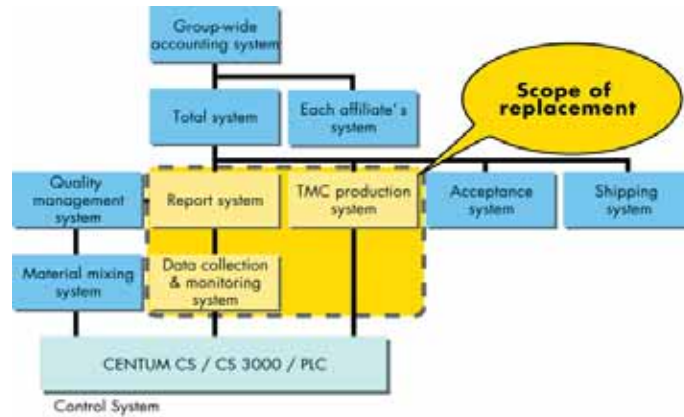 Group-wide
accounting system
Total system
Each affiliate's
system
Scope of
replacement
Quality
management
system
Report system
TMC production
system
Acceptance
system
Shipping
system
Material mixing
system
Data collection
& monitoring
system
CENTUM CS / CS 3000 / PLC
Control System